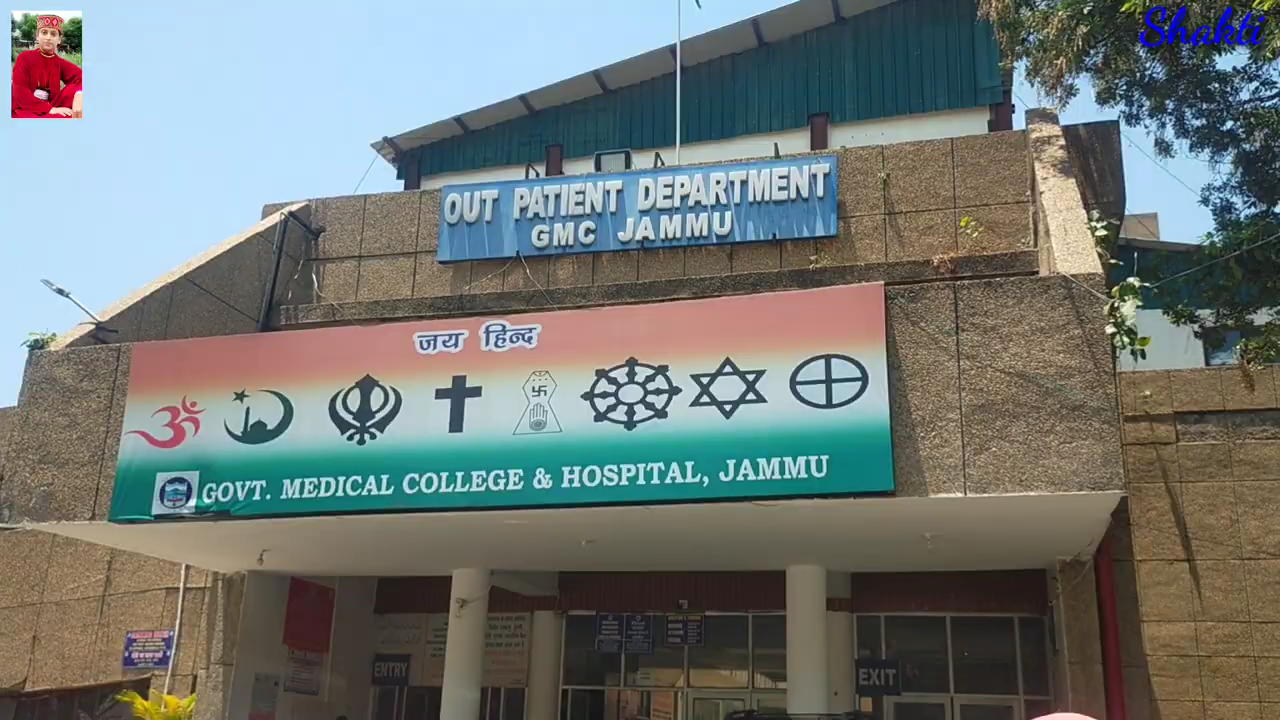 Shakti
OUT PATIENT DEPARTMENT
GMC JAMMU
जय हिन्द
GOVT. MEDICAL COLLEGE & HOSPITAL, JAMMU
ENTRY
EXIT